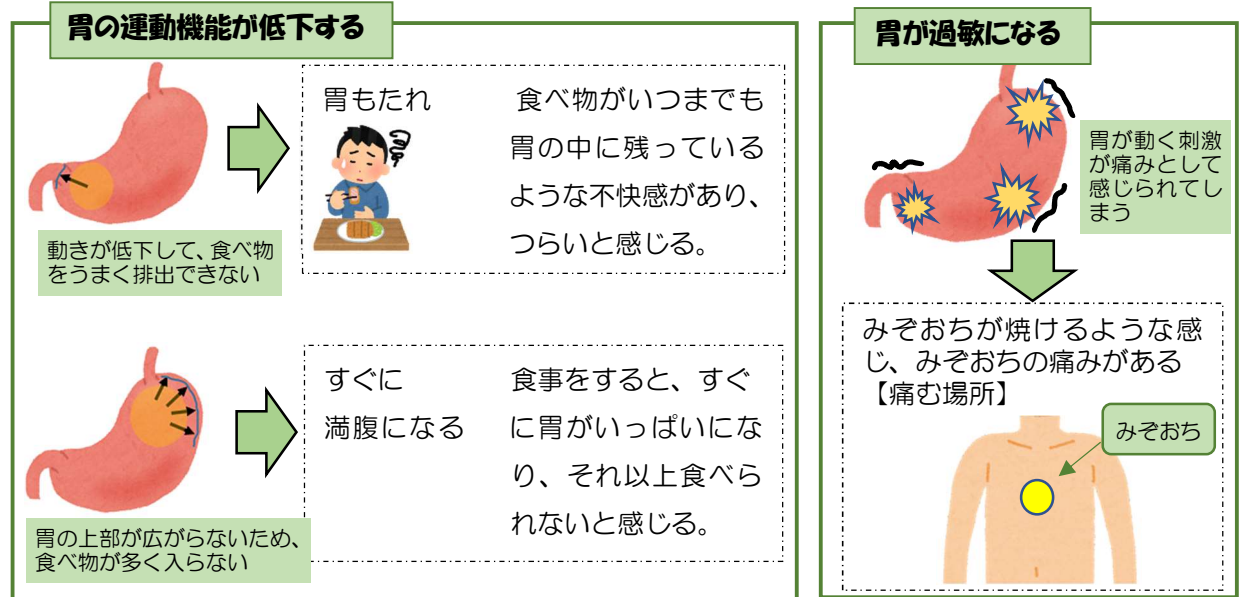 胃の運動機能が低下する
動きが低下して、食べ物
をうまく排出できない
胃もたれ
食べ物がいつまでも
胃の中に残っている
ような不快感があり、
つらいと感じる。
胃の上部が広がらないため、
食べ物が多く入らない
すぐに
満腹になる
食事をすると、すぐ
に胃がいっぱいにな
り、それ以上食べら
れないと感じる。
胃が過敏になる
胃が動く刺激
が痛みとして
感じられてし
まう
みぞおちが焼けるような感
じ、みぞおちの痛みがある
【痛む場所】
みぞおち